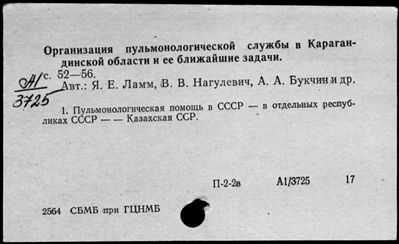 Организация пульмонологической службы в Караган-
динской области и ее ближайшие задачи.
с. 52—56.
А1/
3725
Авт.: Я. Е. Ламм, В. В. Нагулевич, А. А. Букчин и др.
1. Пульмонологическая помощь в СССР — в отдельных респуб-
ликах СССР — — Казахская ССР.
П-2-2в А1/3725 17
2564 СБМБ при ГЦНМБ